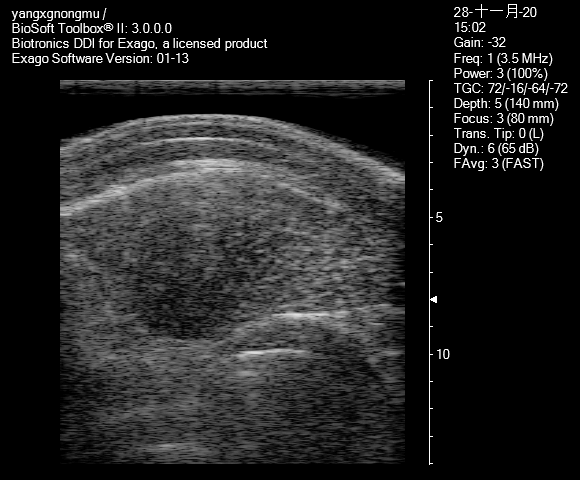 yangxgnongmu /
BioSoft Toolbox® II: 3.0.0.0
Biotronics DDI for Exago, a licensed product
Exago Software Version: 01-13
28-十一月-20
15:02
Gain: -32
Freq: 1 (3.5 MHz)
Power: 3 (100%)
TGC: 72/-16/-64/-72
Depth: 5 (140 mm)
Focus: 3 (80 mm)
Trans. Tip: 0 (L)
Dyn.: 6 (65 dB)
FAvg: 3 (FAST)
5
10